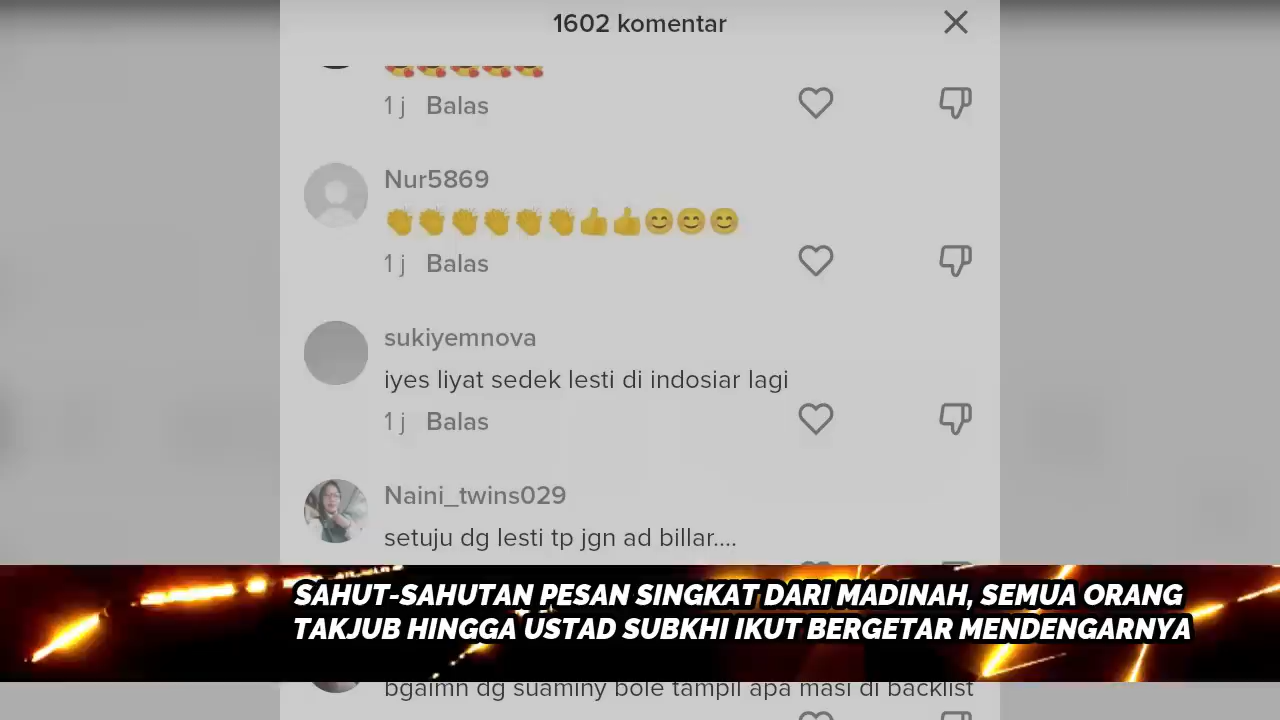 1602 komentar
1 j Balas
Nur5869
👏👏👏👏👏👏👍👍😊😊😊
1 j Balas
sukiyemnova
iyes liyat sedek lesti di indosiar lagi
1 j Balas
Naini_twins029
setuju dg lesti tp jgn ad billar....
SAHUT-SAHUTAN PESAN SINGKAT DARI MADINAH, SEMUA ORANG
TAKJUB HINGGA USTAD SUBKHI IKUT BERGETAR MENDENGARNYA
bgaimn dg suaminy bole tampil apa masi di backlist